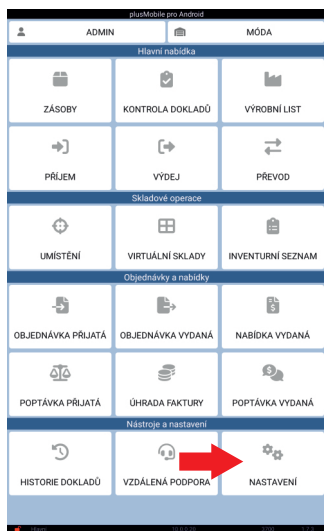 plusMobile pro Android
ADMIN MÓDA
Hlavní nabídka
ZÁSOBY KONTROLA DOKLADŮ VÝROBNÍ LIST
PŘÍJEM VÝDEJ PŘEVOD
Skladové operace
UMÍSTĚNÍ VIRTUÁLNÍ SKLADY INVENTURNÍ SEZNAM
Objednávky a nabídky
OBJEDNÁVKA PŘIJATÁ OBJEDNÁVKA VYDANÁ NABÍDKA VYDANÁ
POPTÁVKA PŘIJATÁ ÚHRADA FAKTURY POPTÁVKA VYDANÁ
Nástroje a nastavení
HISTORIE DOKLADŮ VZDÁLENÁ PODPORA NASTAVENÍ
Hlavní